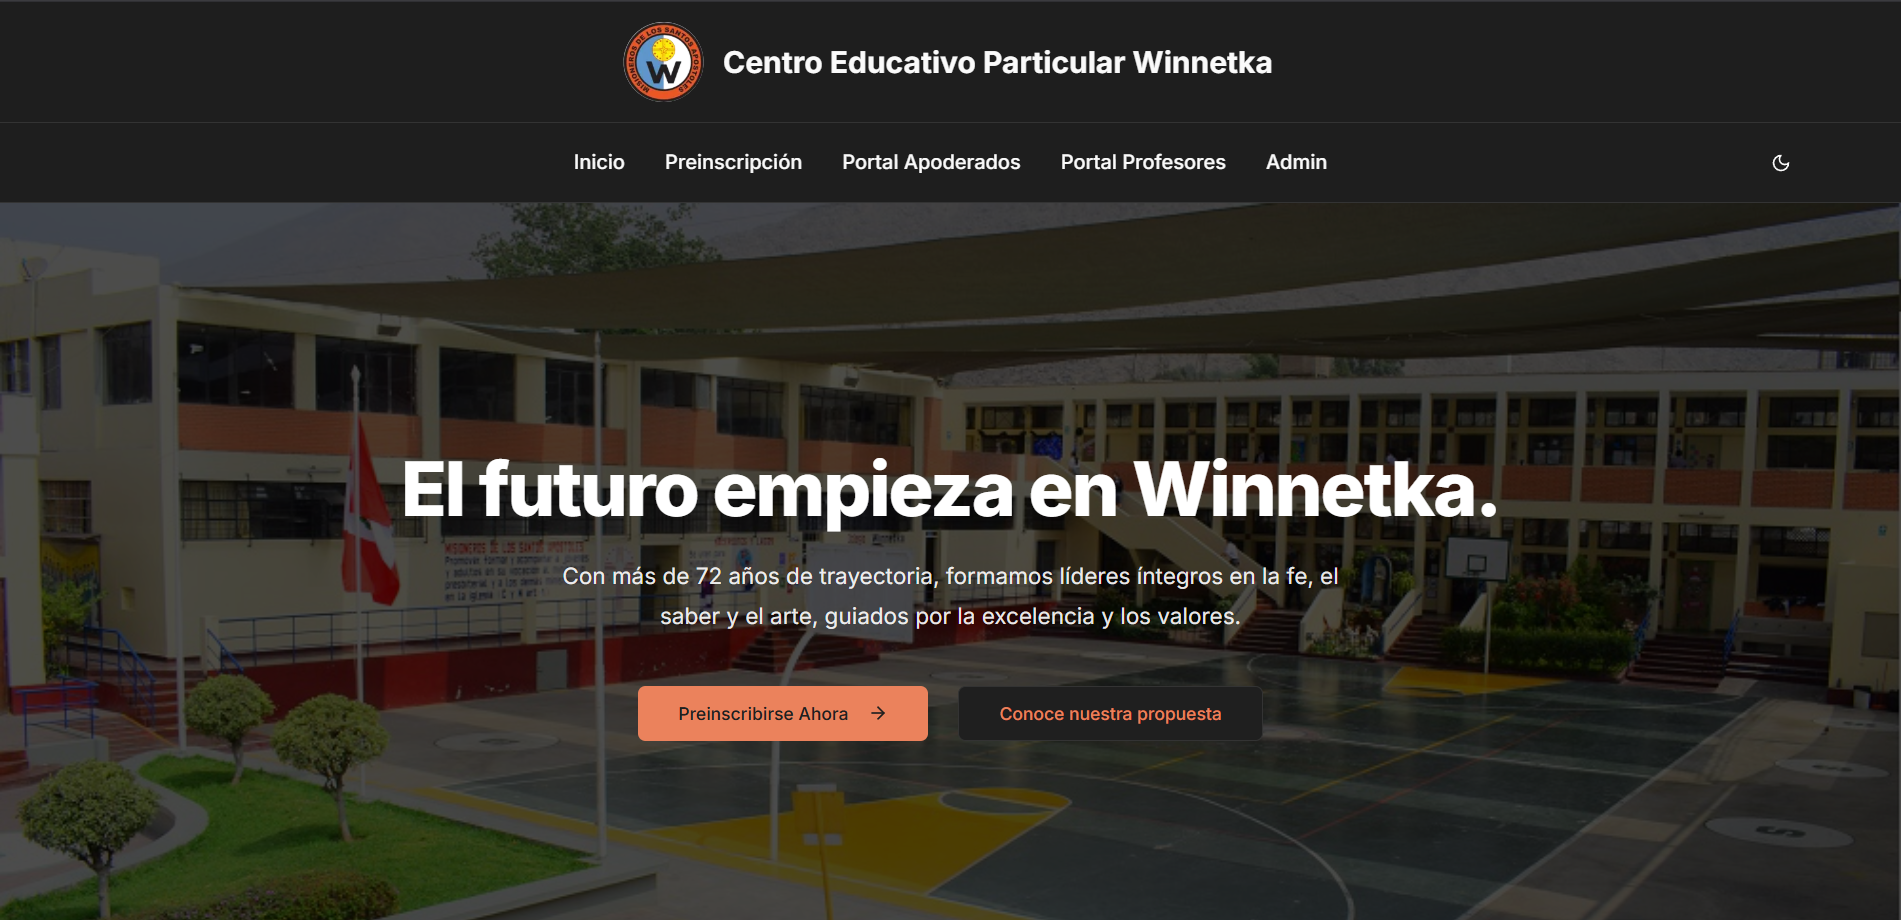 MISIONEROS DE LOS SANTOS APOSTOLES
W
Centro Educativo Particular Winnetka
Inicio
Preinscripción
Portal Apoderados
Portal Profesores
Admin
El futuro empieza en Winnetka.
MISIONEROS DE LOS SANTOS APOSTOLES
Con más de 72 años de trayectoria, formamos líderes íntegros en la fe, el
saber y el arte, guiados por la excelencia y los valores.
Preinscribirse Ahora
Conoce nuestra propuesta